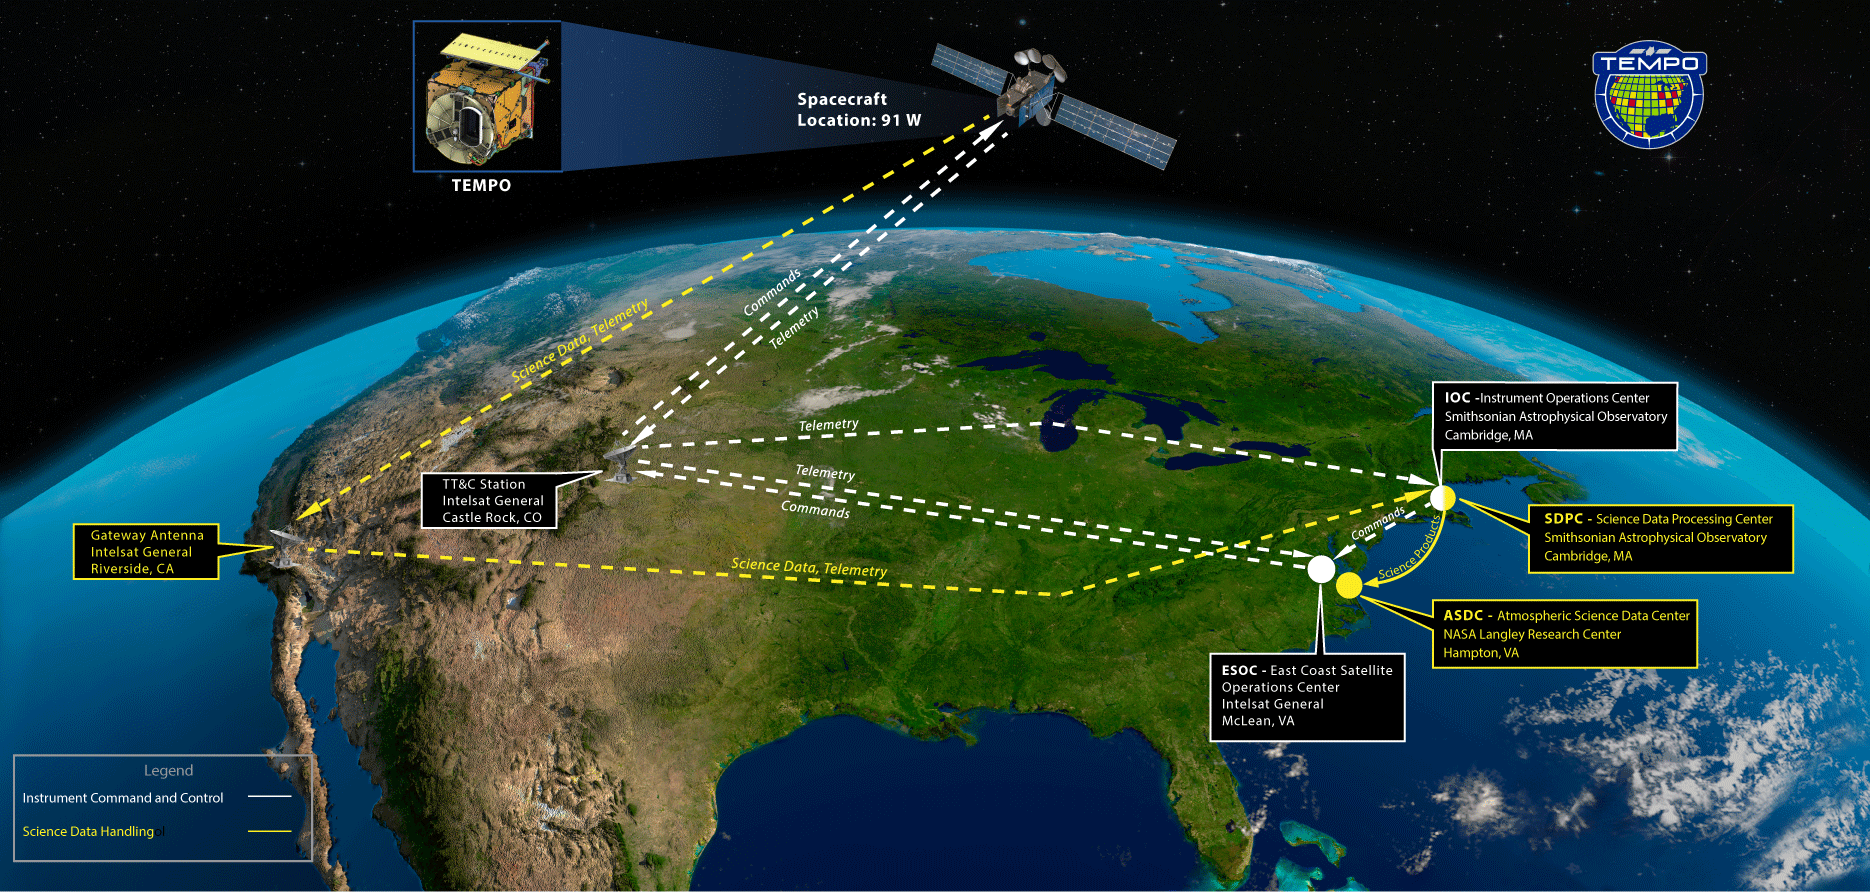 TEMPO
Spacecraft
Location: 91 W
TEMPO
Commands
Telemetry
Science Data, Telemetry
Telemetry
Telemetry
Commands
Science Data, Telemetry
Commands
Science Products
IOC -Instrument Operations Center
Smithsonian Astrophysical Observatory
Cambridge, MA
TT&C Station
Intelsat General
Castle Rock, CO
Gateway Antenna
Intelsat General
Riverside, CA
SDPC - Science Data Processing Center
Smithsonian Astrophysical Observatory
Cambridge, MA
ASDC - Atmospheric Science Data Center
NASA Langley Research Center
Hampton, VA
ESOC - East Coast Satellite
Operations Center
Intelsat General
McLean, VA
Legend
Instrument Command and Control
Science Data Handlingol